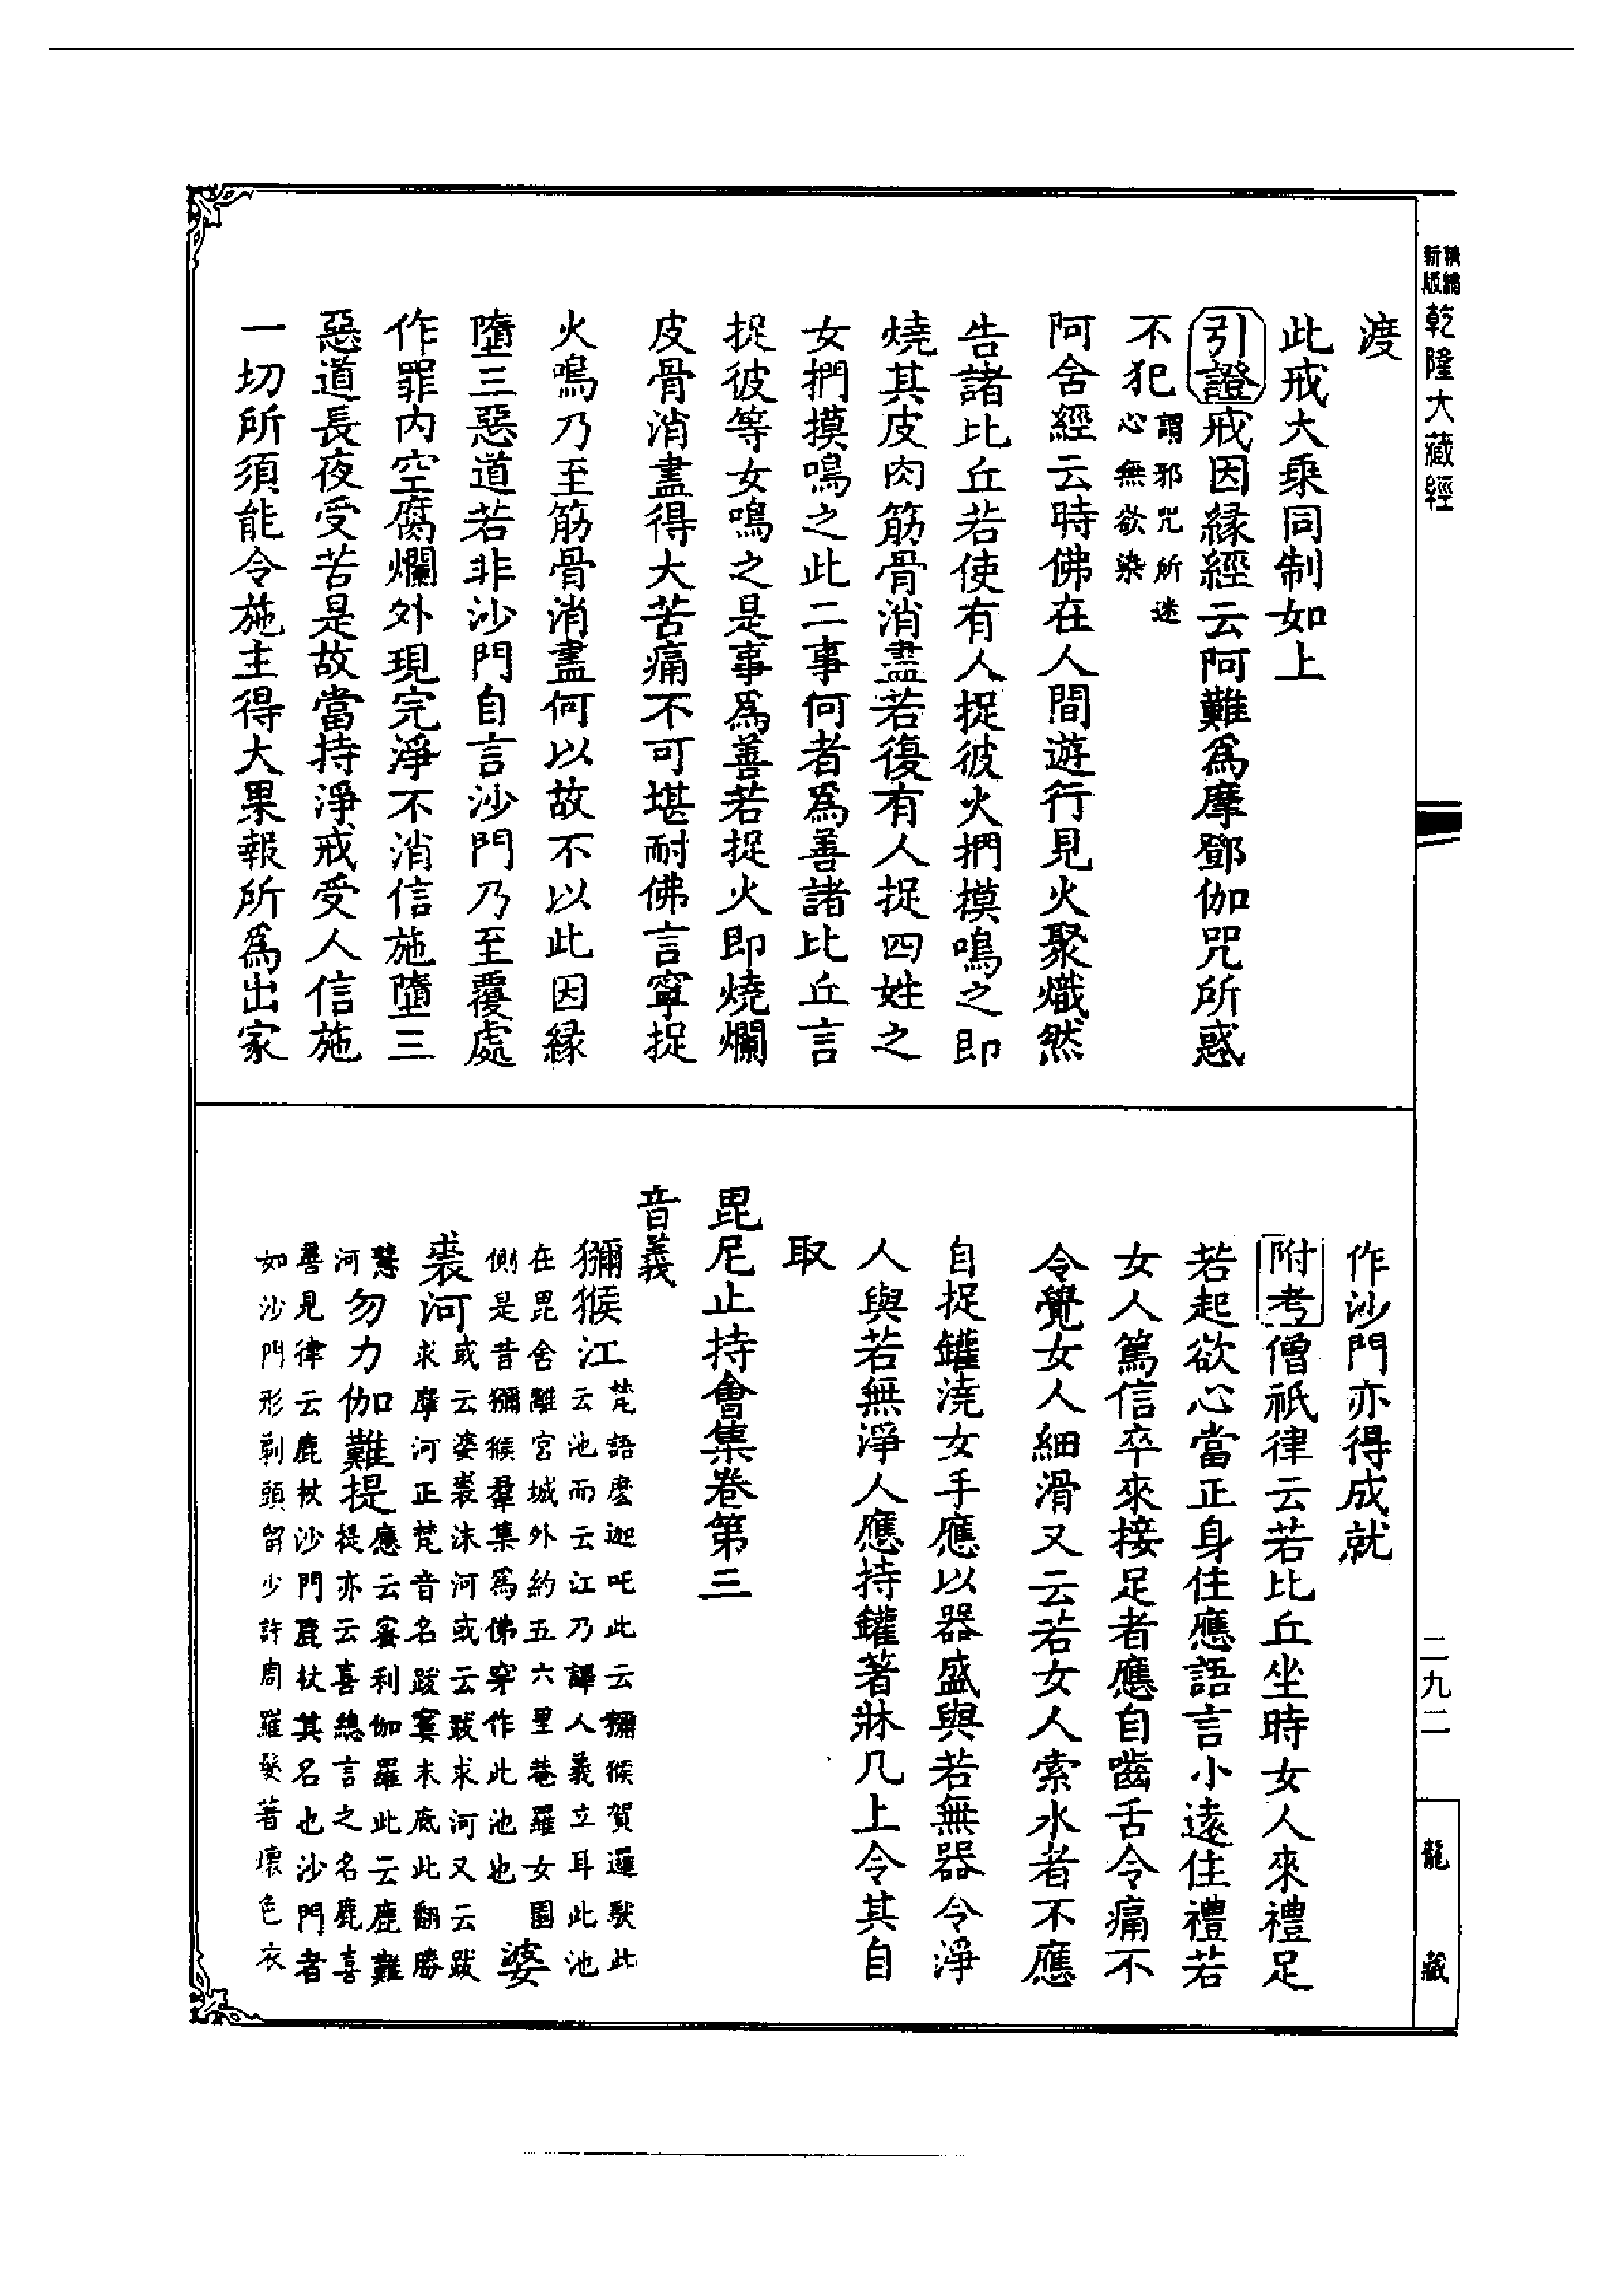 精編
新版
乾隆大藏經
二九二
龍藏
渡
此戒大乘同制如上
引證戒因緣經云阿難爲摩鄧伽咒所惑
不犯謂邪咒所迷
心無欲染
阿舍經云時佛在人間遊行見火聚熾然
告諸比丘若使有人捉彼火捫摸鳴之即
燒其皮肉筋骨消盡若復有人捉四姓之
女捫摸鳴之此二事何者爲善諸比丘言
捉彼等女鳴之是事爲善若捉火即燒爛
皮骨消盡得大苦痛不可堪耐佛言寧捉
火鳴乃至筋骨消盡何以故不以此因緣
墮三惡道若非沙門自言沙門乃至覆處
作罪内空腐爛外現完淨不消信施墮三
惡道長夜受苦是故當持淨戒受人信施
一切所須能令施主得大果報所爲出家
作沙門亦得成就
附考僧祇律云若比丘坐時女人來禮足
若起欲心當正身住應語言小遠住禮若
女人篤信卒來接足者應自嚙舌令痛不
令覺女人細滑又云若女人索水者不應
自捉罐澆女手應以器盛與若無器令淨
人與若無淨人應持鑵著牀几上令其自
取
毘尼止持會集卷第三
音義
獼猴江梵語麼迦吒此云獼猴賀邏馱此
云池而云江乃譯人義立耳此池
在毘舍離宮城外約五六里菴羅女園
側是昔獼猴羣集爲佛穿作此池也婆
裘河或云婆裘沫河或云跋求河又云跋
求摩河正梵音名跋窶末底此翻勝
慧勿力伽難提應云蜜利伽羅此云鹿難
河提亦云喜總言之名鹿喜
善見律云鹿杖沙門鹿杖其名也沙門者
如沙門形剃頭留少許周羅髮著壞色衣